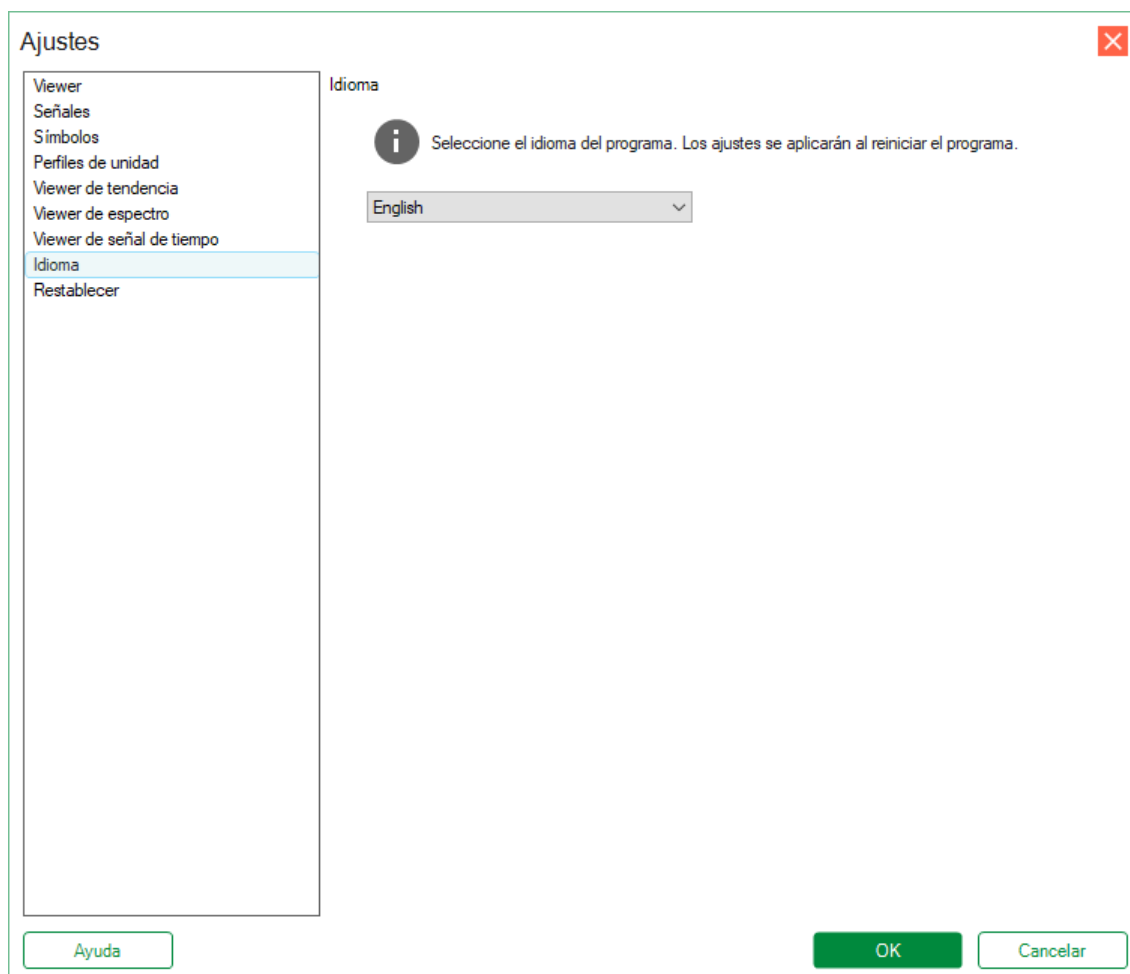 Ajustes
Viewer
Señales
Símbolos
Perfiles de unidad
Viewer de tendencia
Viewer de espectro
Viewer de señal de tiempo
Idioma
Restablecer
Idioma
i
Seleccione el idioma del programa. Los ajustes se aplicarán al reiniciar el programa.
English
Ayuda
OK
Cancelar